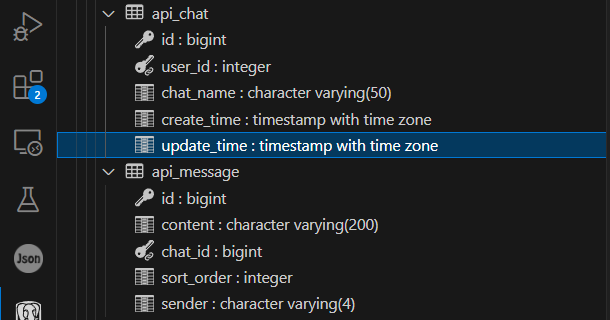 api_chat
id : bigint
user_id : integer
chat_name : character varying(50)
create_time : timestamp with time zone
2
update_time : timestamp with time zone
api_message
id : bigint
content : character varying(200)
chat_id : bigint
Json
sort_order : integer
sender : character varying(4)